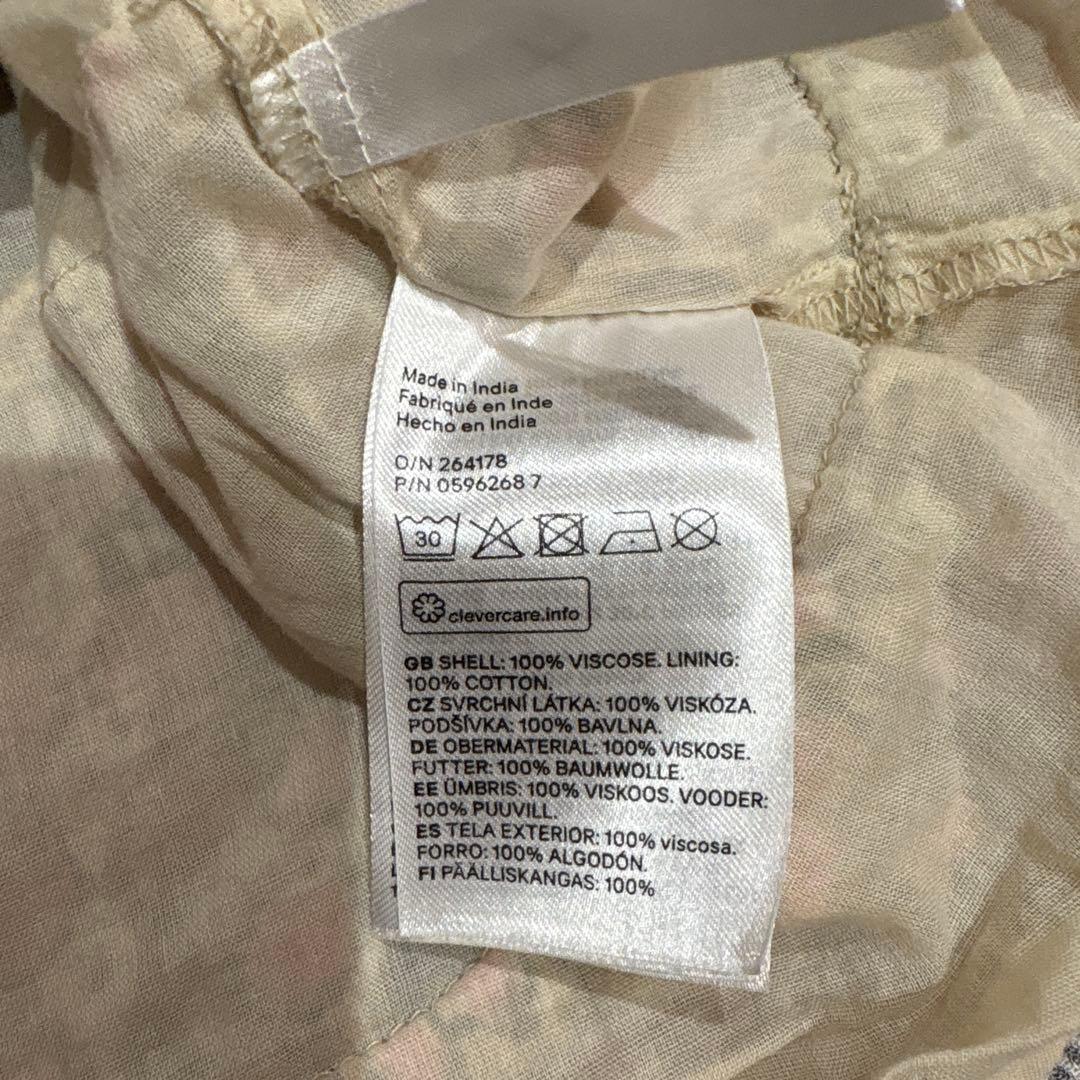 Made in India
Fabriqué en Inde
Hecho en India
O/N 264178
P/N 0596268 7
30
clevercare.info
GB SHELL: 100% VISCOSE. LINING:
100% COTTON.
CZ SVRCHNÍ LÁTKA: 100% VISKÓZA.
PODŠÍVKA: 100% BAVLNA.
DE OBERMATERIAL: 100% VISKOSE.
FUTTER: 100% BAUMWOLLE.
EE ÜMBRIS: 100% VISKOOS. VOODER:
100% PUUVILL.
ES TELA EXTERIOR: 100% viscosa.
FORRO: 100% ALGODÓN.
FI PÄÄLLISKANGAS: 100%